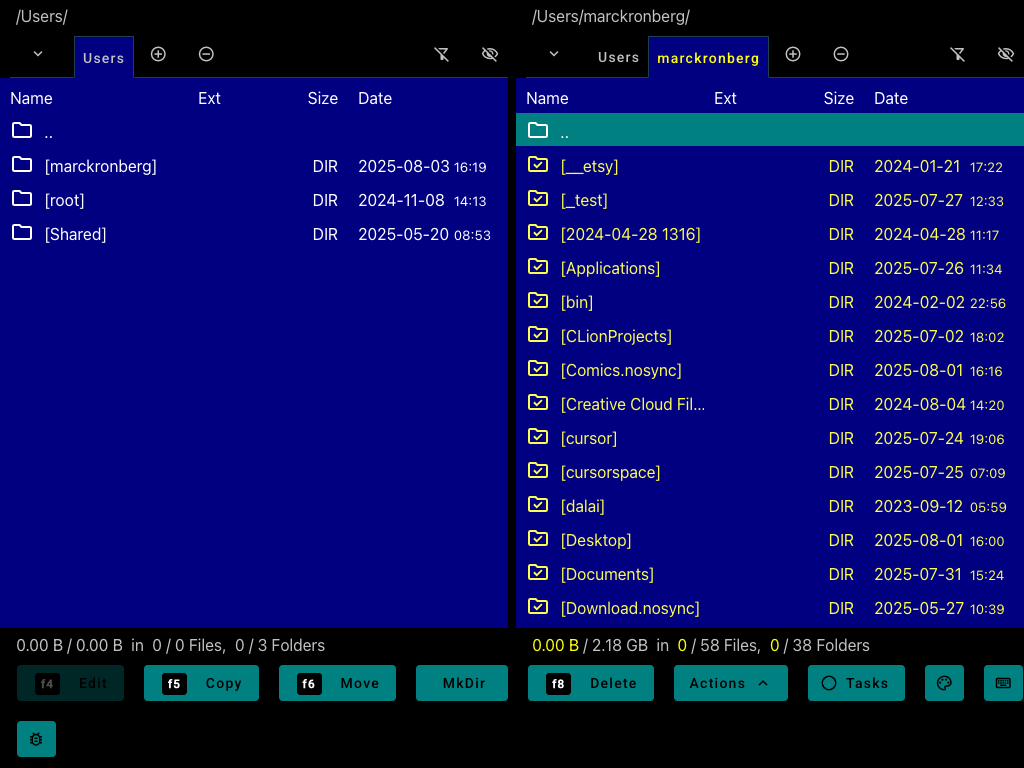 /Users/
Users
Name Ext Size Date
..
[marckronberg] DIR 2025-08-03 16:19
[root] DIR 2024-11-08 14:13
[Shared] DIR 2025-05-20 08:53
0.00 B / 0.00 B in 0 / 0 Files, 0 / 3 Folders
/Users/marckronberg/
Users marckronberg
Name Ext Size Date
..
[__etsy] DIR 2024-01-21 17:22
[_test] DIR 2025-07-27 12:33
[2024-04-28 1316] DIR 2024-04-28 11:17
[Applications] DIR 2025-07-26 11:34
[bin] DIR 2024-02-02 22:56
[CLionProjects] DIR 2025-07-02 18:02
[Comics.nosync] DIR 2025-08-01 16:16
[Creative Cloud Fil... DIR 2024-08-04 14:20
[cursor] DIR 2025-07-24 19:06
[cursorspace] DIR 2025-07-25 07:09
[dalai] DIR 2023-09-12 05:59
[Desktop] DIR 2025-08-01 16:00
[Documents] DIR 2025-07-31 15:24
[Download.nosync] DIR 2025-05-27 10:39
0.00 B / 2.18 GB in 0 / 58 Files, 0 / 38 Folders
f4 Edit f5 Copy f6 Move MkDir f8 Delete Actions Tasks